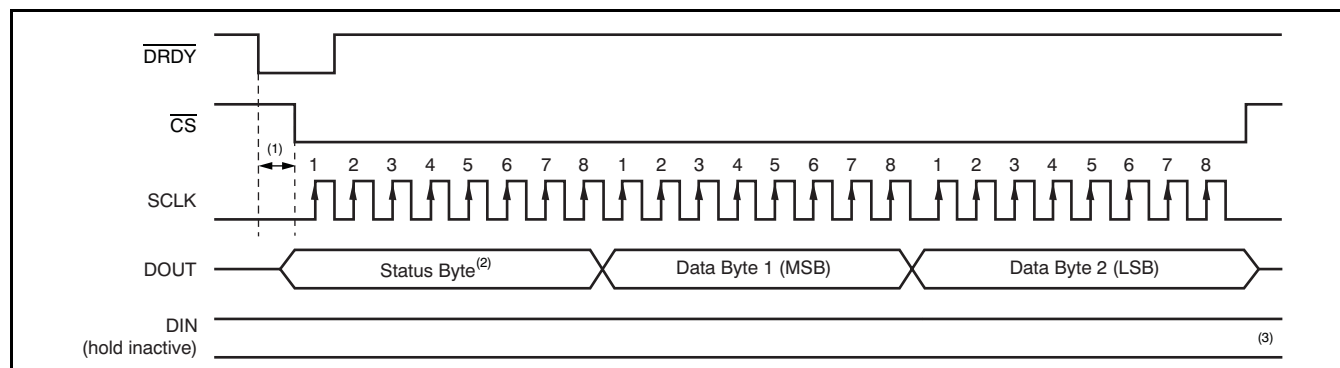 DRDY
CS
(1)
1 2 3 4 5 6 7 8 1 2 3 4 5 6 7 8 1 2 3 4 5 6 7 8
SCLK
DOUT Status Byte(2) Data Byte 1 (MSB) Data Byte 2 (LSB)
DIN
(hold inactive) (3)